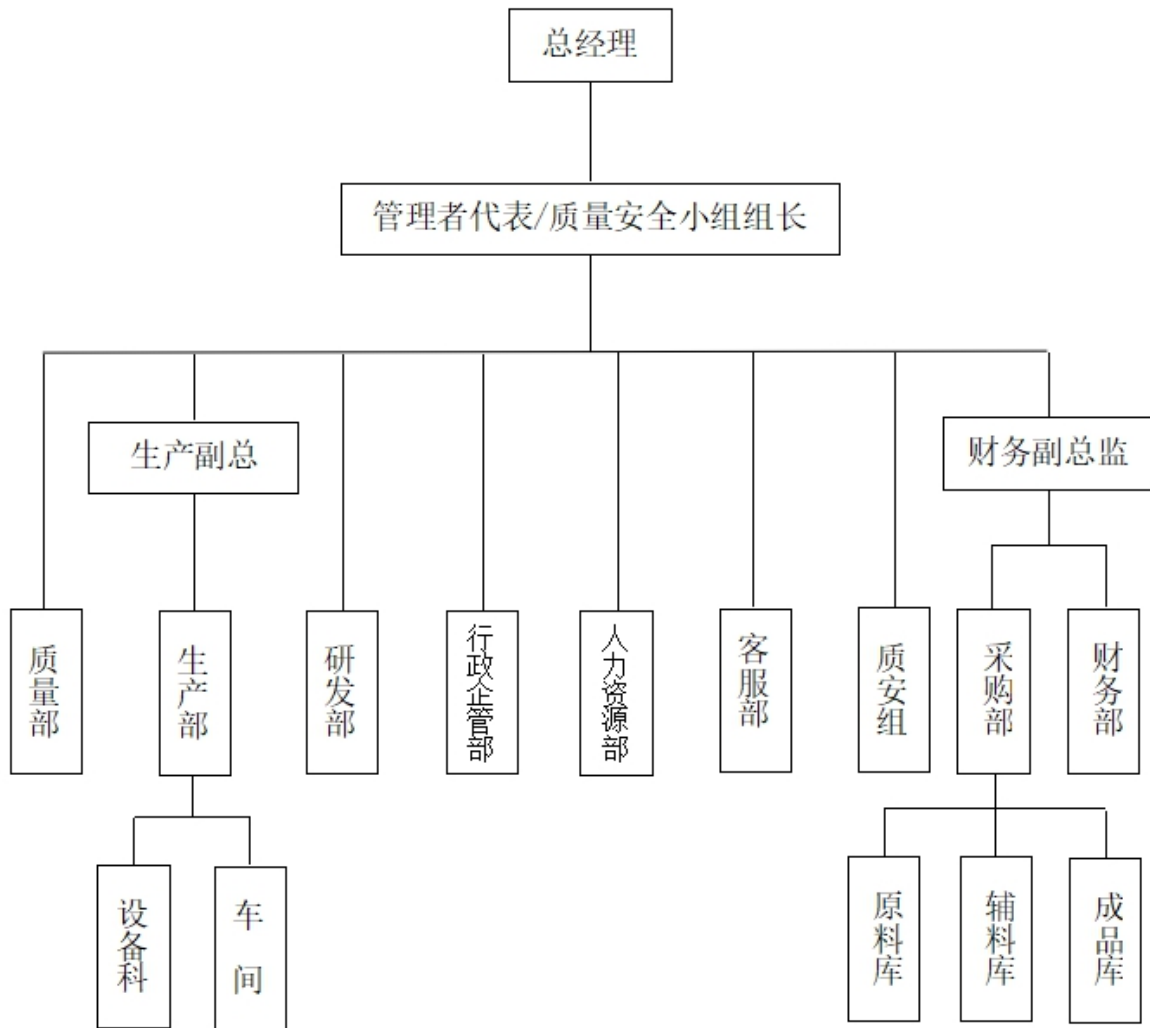 总经理
管理者代表/质量安全小组组长
生产副总
财务副总监
质量部
生产部
研发部
行政企管部
人力资源部
客服部
质安组
采购部
财务部
设备科
车间
原料库
辅料库
成品库